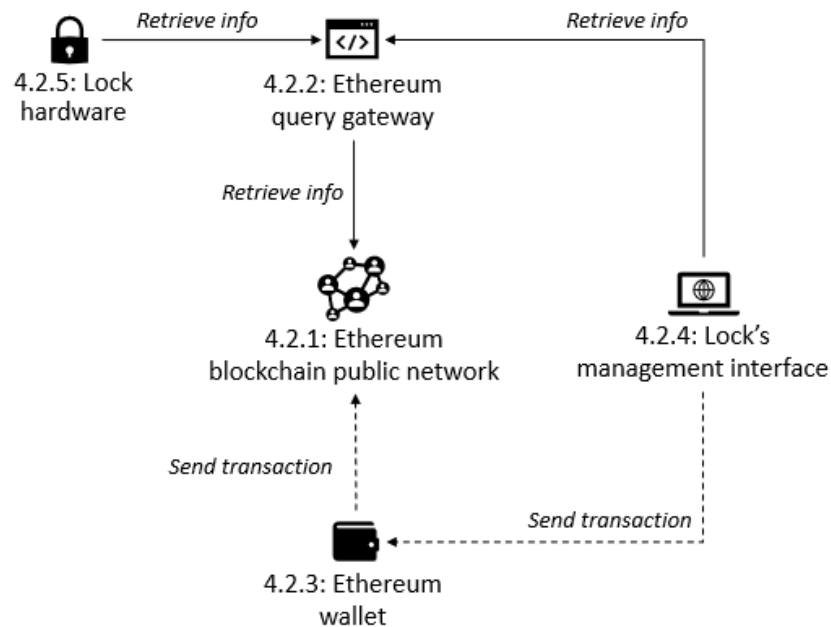 Retrieve info
Retrieve info
4.2.5: Lock
hardware
</>
4.2.2: Ethereum
query gateway
Retrieve info
4.2.1: Ethereum
blockchain public network
4.2.4: Lock’s
management interface
Send transaction
Send transaction
4.2.3: Ethereum
wallet